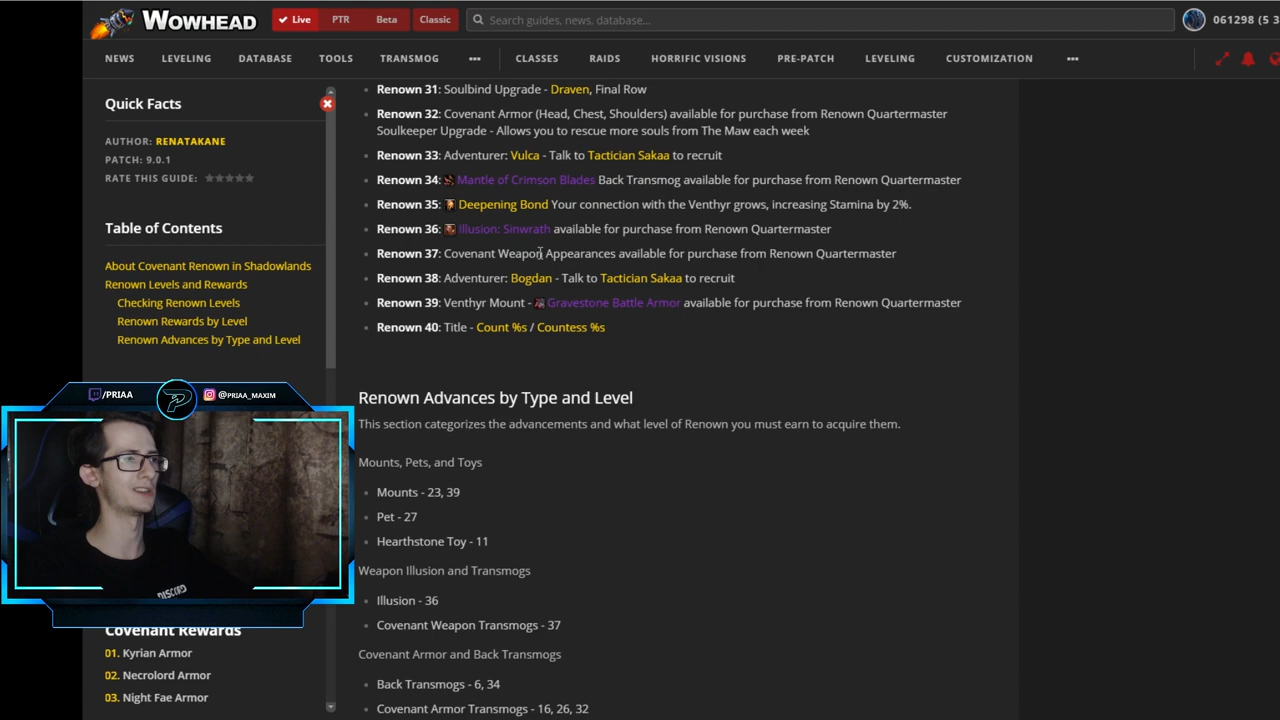 WOWHEAD
Live PTR Beta Classic
Search guides, news, database...
061298 (5 3
NEWS LEVELING DATABASE TOOLS TRANSMOG ••• CLASSES RAIDS HORRIFIC VISIONS PRE-PATCH LEVELING CUSTOMIZATION •••
Quick Facts
AUTHOR: RENATAKANE
PATCH: 9.0.1
RATE THIS GUIDE:
Table of Contents
About Covenant Renown in Shadowlands
Renown Levels and Rewards
Checking Renown Levels
Renown Rewards by Level
Renown Advances by Type and Level
/PRIAA @PRIAA_MAXIM
DISCORD
Covenant Rewards
01. Kyrian Armor
02. Necrolord Armor
03. Night Fae Armor
Renown 31: Soulbind Upgrade - Draven, Final Row
Renown 32: Covenant Armor (Head, Chest, Shoulders) available for purchase from Renown Quartermaster
Soulkeeper Upgrade - Allows you to rescue more souls from The Maw each week
Renown 33: Adventurer: Vulca - Talk to Tactician Sakaa to recruit
Renown 34: Mantle of Crimson Blades Back Transmog available for purchase from Renown Quartermaster
Renown 35: Deepening Bond Your connection with the Venthyr grows, increasing Stamina by 2%.
Renown 36: Illusion: Sinwrath available for purchase from Renown Quartermaster
Renown 37: Covenant Weapon Appearances available for purchase from Renown Quartermaster
Renown 38: Adventurer: Bogdan - Talk to Tactician Sakaa to recruit
Renown 39: Venthyr Mount - Gravestone Battle Armor available for purchase from Renown Quartermaster
Renown 40: Title - Count %s / Countess %s
Renown Advances by Type and Level
This section categorizes the advancements and what level of Renown you must earn to acquire them.
Mounts, Pets, and Toys
Mounts - 23, 39
Pet - 27
Hearthstone Toy - 11
Weapon Illusion and Transmogs
Illusion - 36
Covenant Weapon Transmogs - 37
Covenant Armor and Back Transmogs
Back Transmogs - 6, 34
Covenant Armor Transmogs - 16, 26, 32